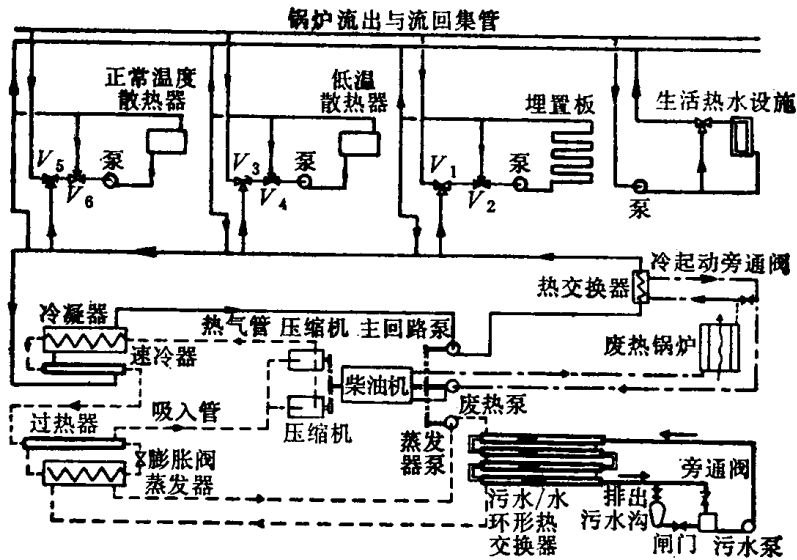 锅炉流出与流回集管
正常温度
散热器
低温
散热器
埋置板
生活热水设施
V5
泵
V6
V3
泵
V4
V1
泵
V2
泵
冷起动旁通阀
热交换器
冷凝器
热气管 压缩机 主回路泵
速冷器
废热锅炉
柴油机
过热器
吸入管
压缩机
废热泵
膨胀阀
蒸发器
蒸发
器泵
旁通阀
污水/水
环形热
交换器
排出
污水沟
闸门
污水泵